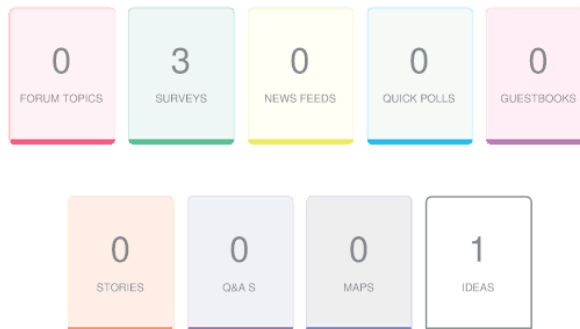 0
3
0
0
0
FORUM TOPICS
SURVEYS
NEWS FEEDS
QUICK POLLS
GUESTBOOKS
0
0
0
1
STORIES
Q&A S
MAPS
IDEAS